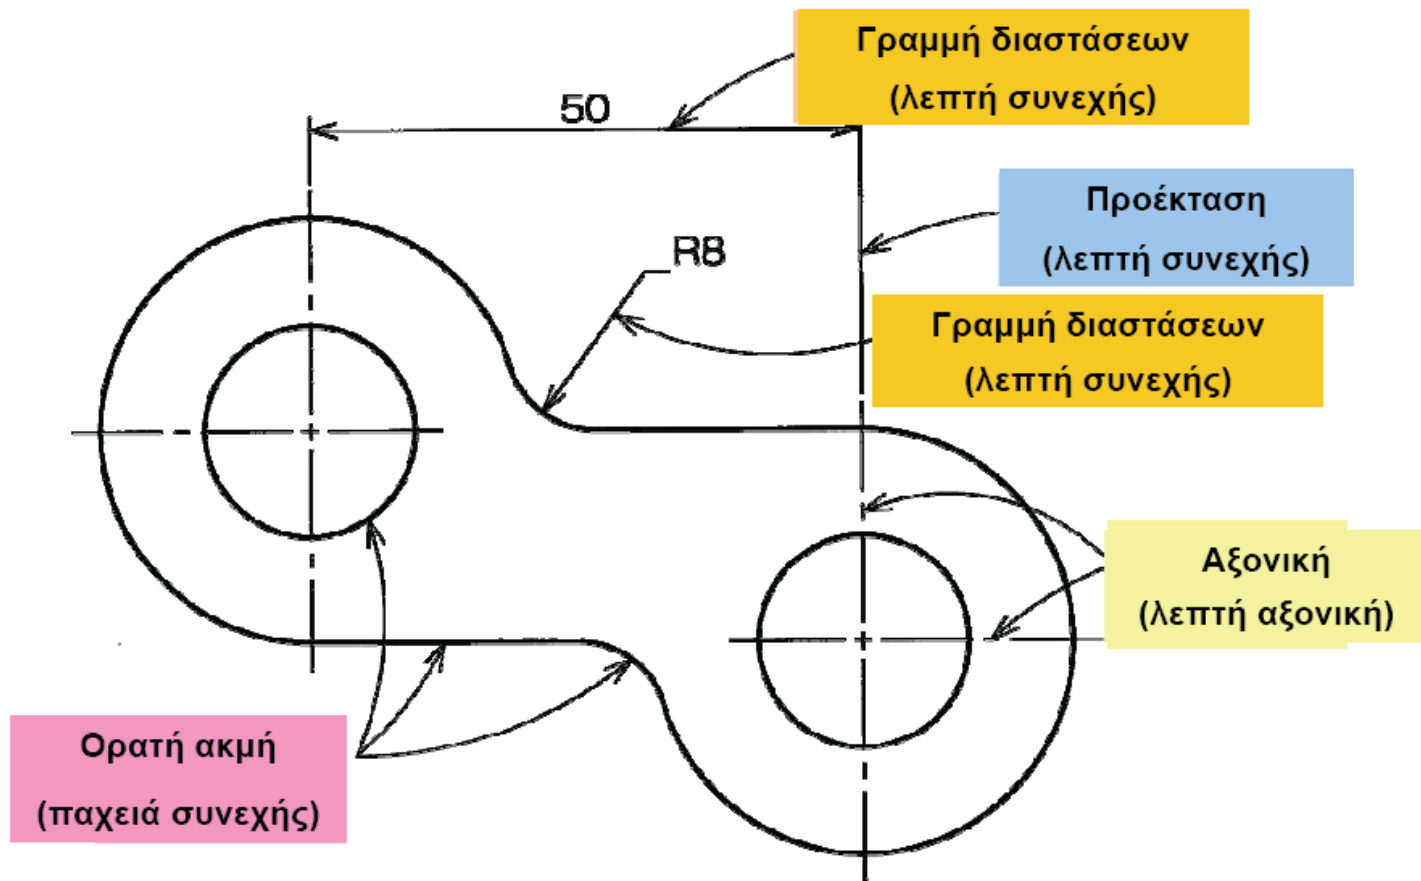 Γραμμή διαστάσεων
(λεπτή συνεχής)
50
Προέκταση
(λεπτή συνεχής)
R8
Γραμμή διαστάσεων
(λεπτή συνεχής)
Αξονική
(λεπτή αξονική)
Ορατή ακμή
(παχειά συνεχής)